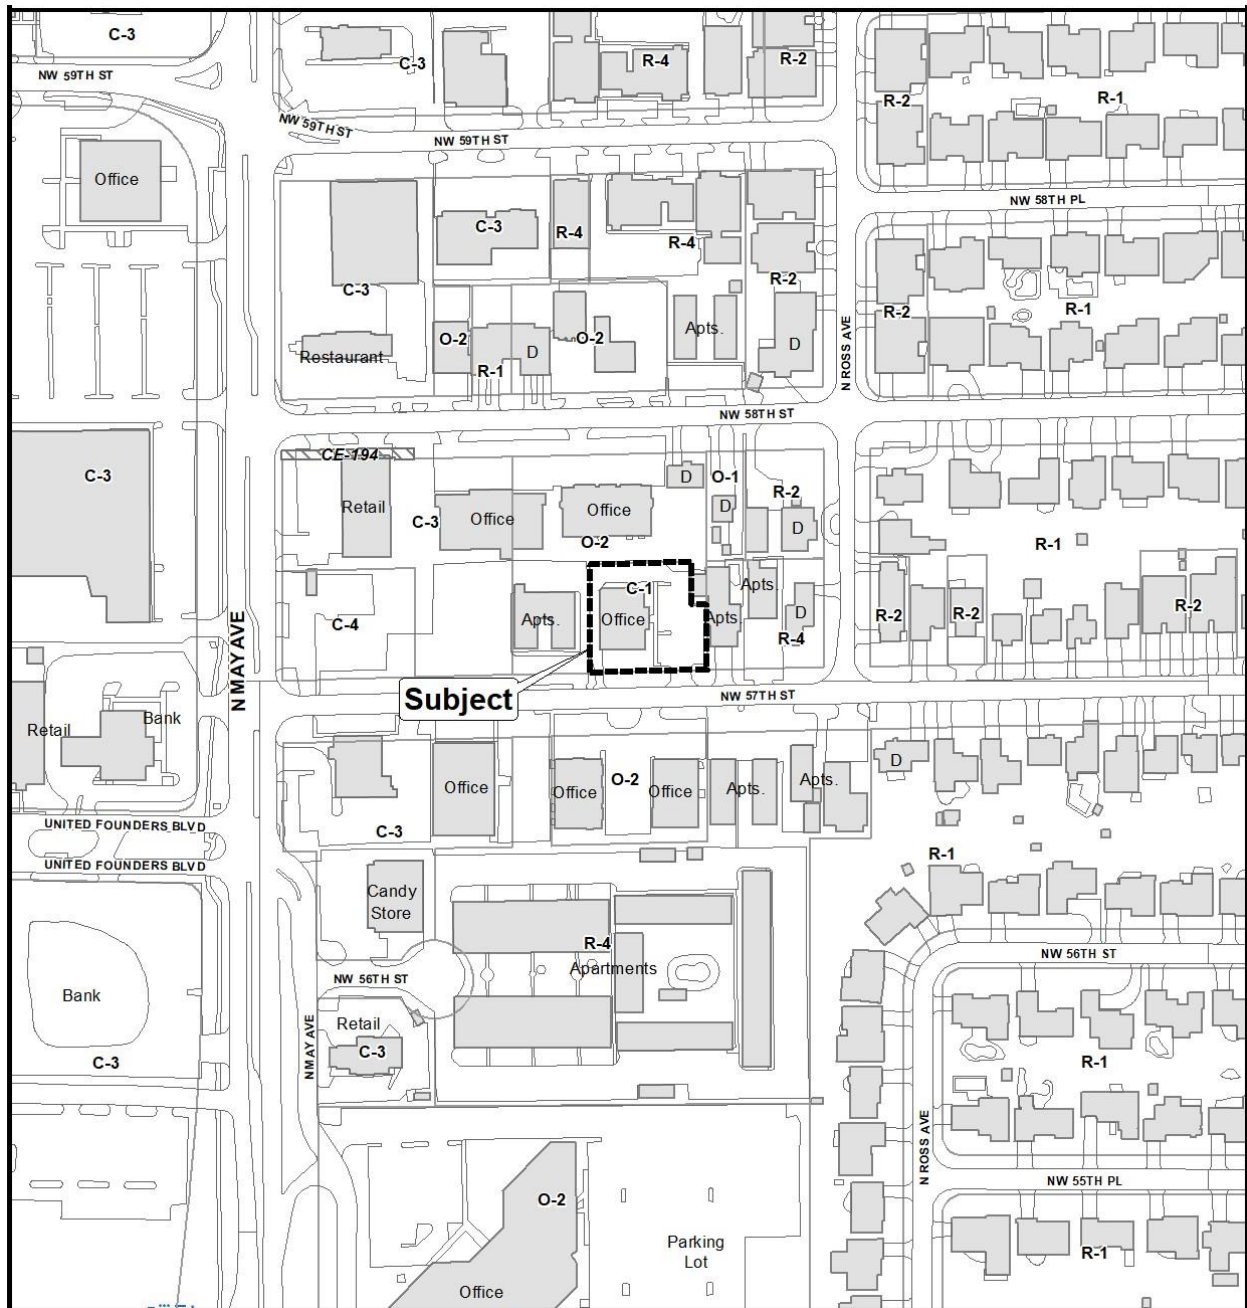 C-3
NW 59TH ST
C-3
R-4
R-2
R-2
R-1
NW 59TH ST
NW 59TH ST
Office
NW 58TH PL
C-3
R-4
R-4
C-3
R-2
R-2
R-1
Restaurant
O-2
R-1
D
O-2
Apts.
D
N ROSS AVE
NW 58TH ST
CE-194
C-3
Retail
C-3
Office
Office
O-2
D
O-1
D
R-2
D
R-1
C-4
Apts.
C-1
Office
Apts.
Apts.
D
R-4
R-2
R-2
R-2
N MAY AVE
Subject
NW 57TH ST
Retail
Bank
Office
Office
O-2
Office
Apts.
Apts.
D
C-3
UNITED FOUNDERS BLVD
UNITED FOUNDERS BLVD
R-1
Candy
Store
R-4
Apartments
NW 56TH ST
NW 56TH ST
Bank
C-3
N MAY AVE
Retail
C-3
R-1
N ROSS AVE
NW 55TH PL
O-2
Office
Parking
Lot
R-1